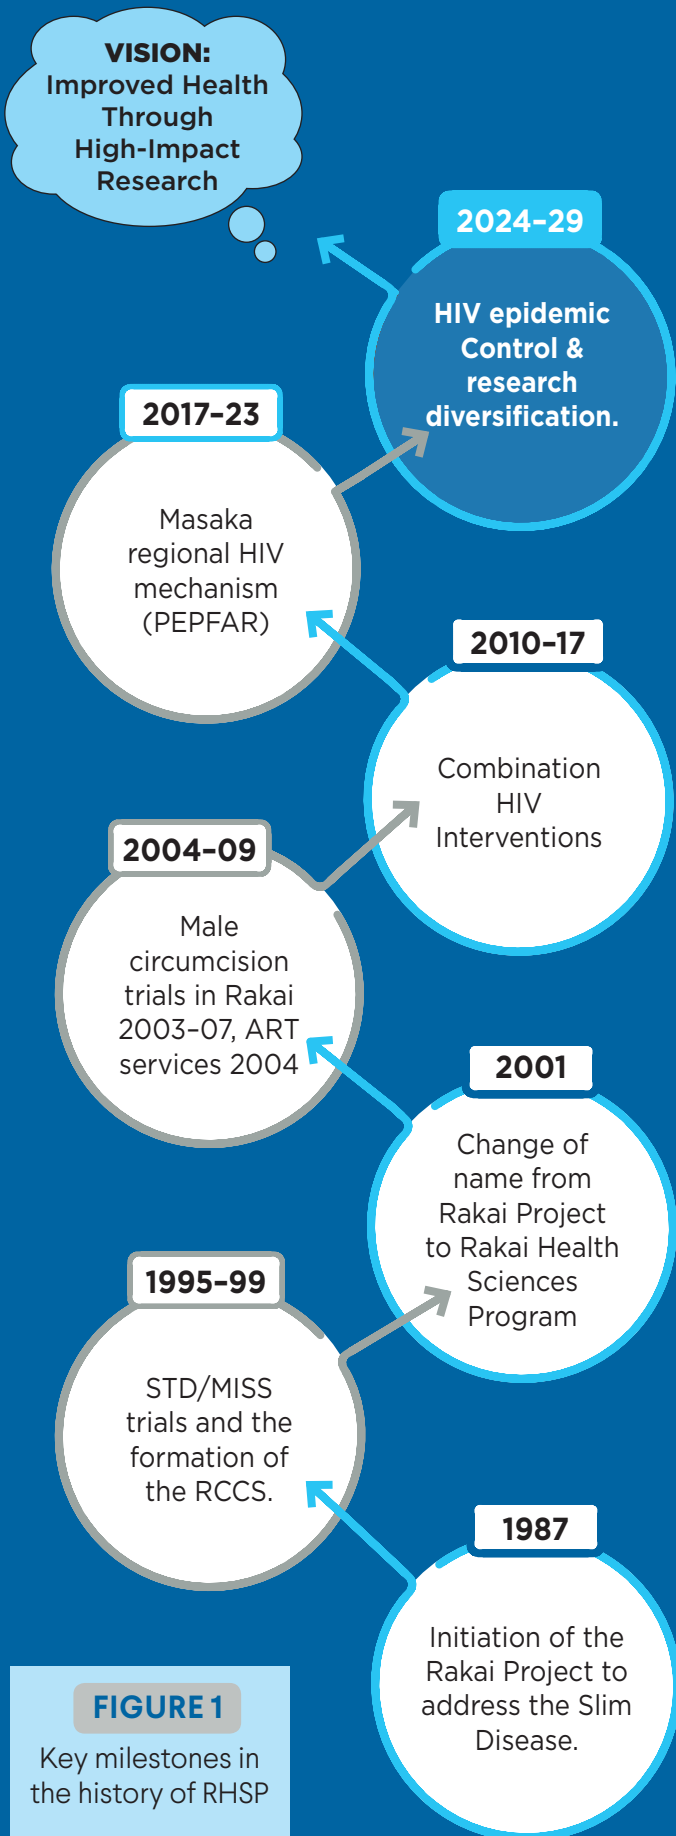 VISION:
Improved Health
Through
High-Impact
Research
2024–29
HIV epidemic
Control &
research
diversification.
2017–23
Masaka
regional HIV
mechanism
(PEPFAR)
2010–17
Combination
HIV
Interventions
2004–09
Male
circumcision
trials in Rakai
2003–07, ART
services 2004
2001
Change of
name from
Rakai Project
to Rakai Health
Sciences
Program
1995–99
STD/MISS
trials and the
formation of
the RCCS.
1987
Initiation of the
Rakai Project to
address the Slim
Disease.
FIGURE 1
Key milestones in
the history of RHSP